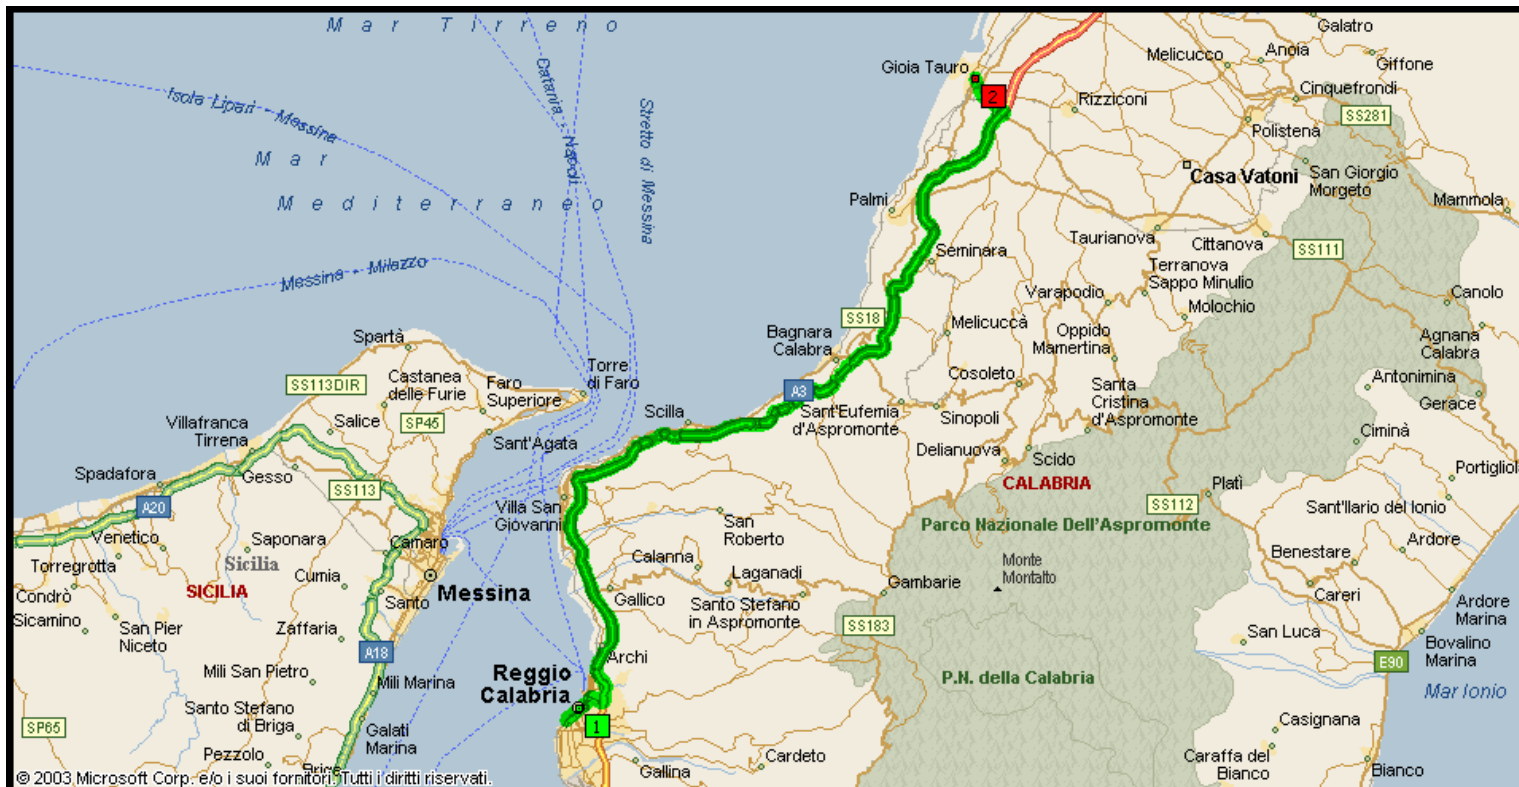 Mar Tirreno
Galatro
Melicucco
Anoia
Giffone
Gioia Tauro
Catania - Napoli
Isola Lipari - Messina
Stretto di Messina
2
Rizziconi
Cinquefrondi
SS281
Polistena
Mar
Mediterraneo
Casa Vatoni
San Giorgio
Morgeto
Palmi
Mammola
Taurianova
Cittanova
SS111
Seminara
Messina - Milazzo
Terranova
Sappo Minulio
Varapodio
Molochio
Canolo
SS18
Melicuccà
Oppido
Mamertina
Agnana
Calabra
Bagnara
Calabra
Spartà
Torre
di Faro
SS113DIR
Castanea
delle Furie
Faro
Superiore
A3
Cosoleto
Santa
Cristina
d'Aspromonte
Antonimina
Gerace
Villafranca
Tirrena
Salice
SP45
Scilla
Sant'Eufemia
d'Aspromonte
Sinopoli
Sant'Agata
Ciminà
Delianuova
Scido
Spadafora
Gesso
SS113
CALABRIA
Portigliol
Platì
SS112
A20
Villa San
Giovanni
Sant'Ilario del Ionio
San
Roberto
Parco Nazionale Dell'Aspromonte
Venetico
Saponara
Camaro
Benestare
Ardore
Torregrotta
Sicilia
Calanna
Laganadi
Monte
Montalto
Gambarie
SICILIA
Cumia
Messina
Condrò
Santo
Gallico
Santo Stefano
in Aspromonte
Careri
Ardore
Marina
Sicamino
San Pier
Niceto
Zaffaria
SS183
San Luca
Bovalino
Marina
A18
Archi
E90
Mili San Pietro
Mili Marina
Reggio
Calabria
P.N. della Calabria
Mar Ionio
Santo Stefano
di Briga
SP65
Galati
Marina
1
Casignana
Pezzolo
Cardeto
Gallina
Caraffa del
Bianco
Bianco
Briga
© 2003 Microsoft Corp. e/o i suoi fornitori. Tutti i diritti riservati.